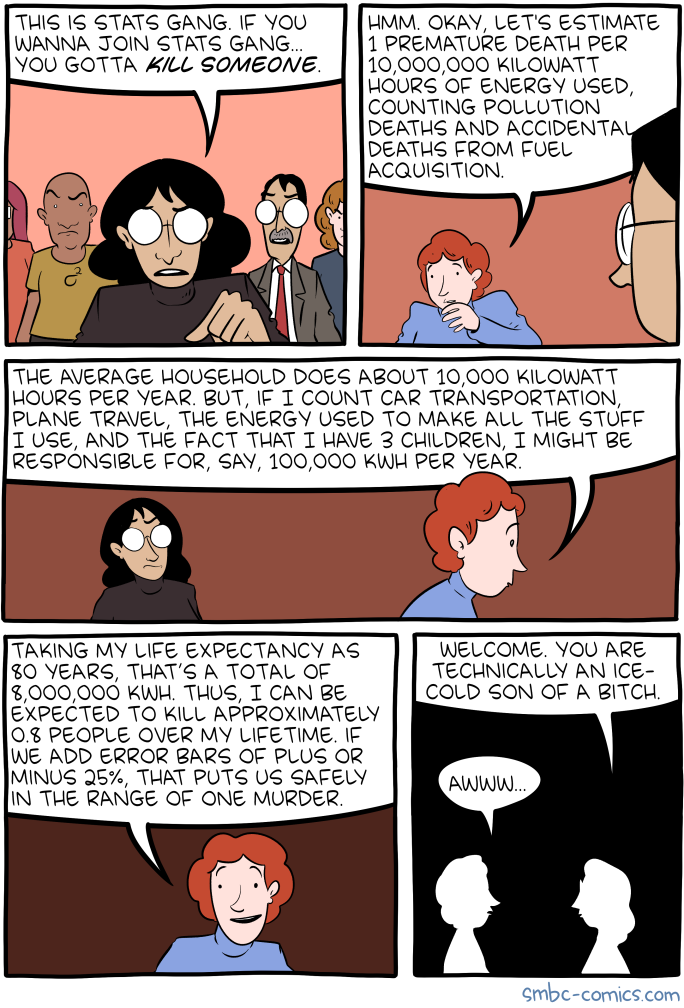 THIS IS STATS GANG. IF YOU
WANNA JOIN STATS GANG...
YOU GOTTA KILL SOMEONE.
HMM. OKAY, LET'S ESTIMATE
1 PREMATURE DEATH PER
10,000,000 KILOWATT
HOURS OF ENERGY USED,
COUNTING POLLUTION
DEATHS AND ACCIDENTAL
DEATHS FROM FUEL
ACQUISITION.
σ²
THE AVERAGE HOUSEHOLD DOES ABOUT 10,000 KILOWATT
HOURS PER YEAR. BUT, IF I COUNT CAR TRANSPORTATION,
PLANE TRAVEL, THE ENERGY USED TO MAKE ALL THE STUFF
I USE, AND THE FACT THAT I HAVE 3 CHILDREN, I MIGHT BE
RESPONSIBLE FOR, SAY, 100,000 KWH PER YEAR.
TAKING MY LIFE EXPECTANCY AS
80 YEARS, THAT'S A TOTAL OF
8,000,000 KWH. THUS, I CAN BE
EXPECTED TO KILL APPROXIMATELY
0.8 PEOPLE OVER MY LIFETIME. IF
WE ADD ERROR BARS OF PLUS OR
MINUS 25%, THAT PUTS US SAFELY
IN THE RANGE OF ONE MURDER.
WELCOME. YOU ARE
TECHNICALLY AN ICE-
COLD SON OF A BITCH.
AWWW...
smbc-comics.com